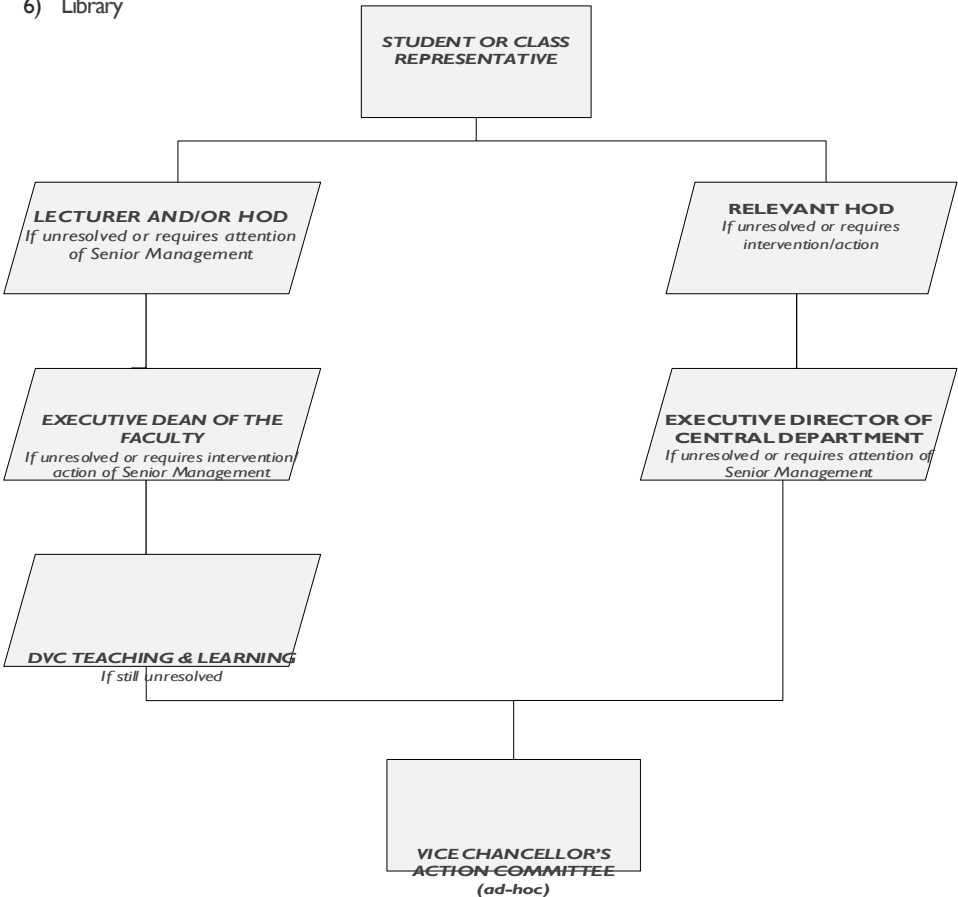 6) Library
STUDENT OR CLASS
REPRESENTATIVE
LECTURER AND/OR HOD
If unresolved or requires attention
of Senior Management
RELEVANT HOD
If unresolved or requires
intervention/action
EXECUTIVE DEAN OF THE
FACULTY
If unresolved or requires intervention/
action of Senior Management
EXECUTIVE DIRECTOR OF
CENTRAL DEPARTMENT
If unresolved or requires attention of
Senior Management
DVC TEACHING & LEARNING
If still unresolved
VICE CHANCELLOR'S
ACTION COMMITTEE
(ad-hoc)